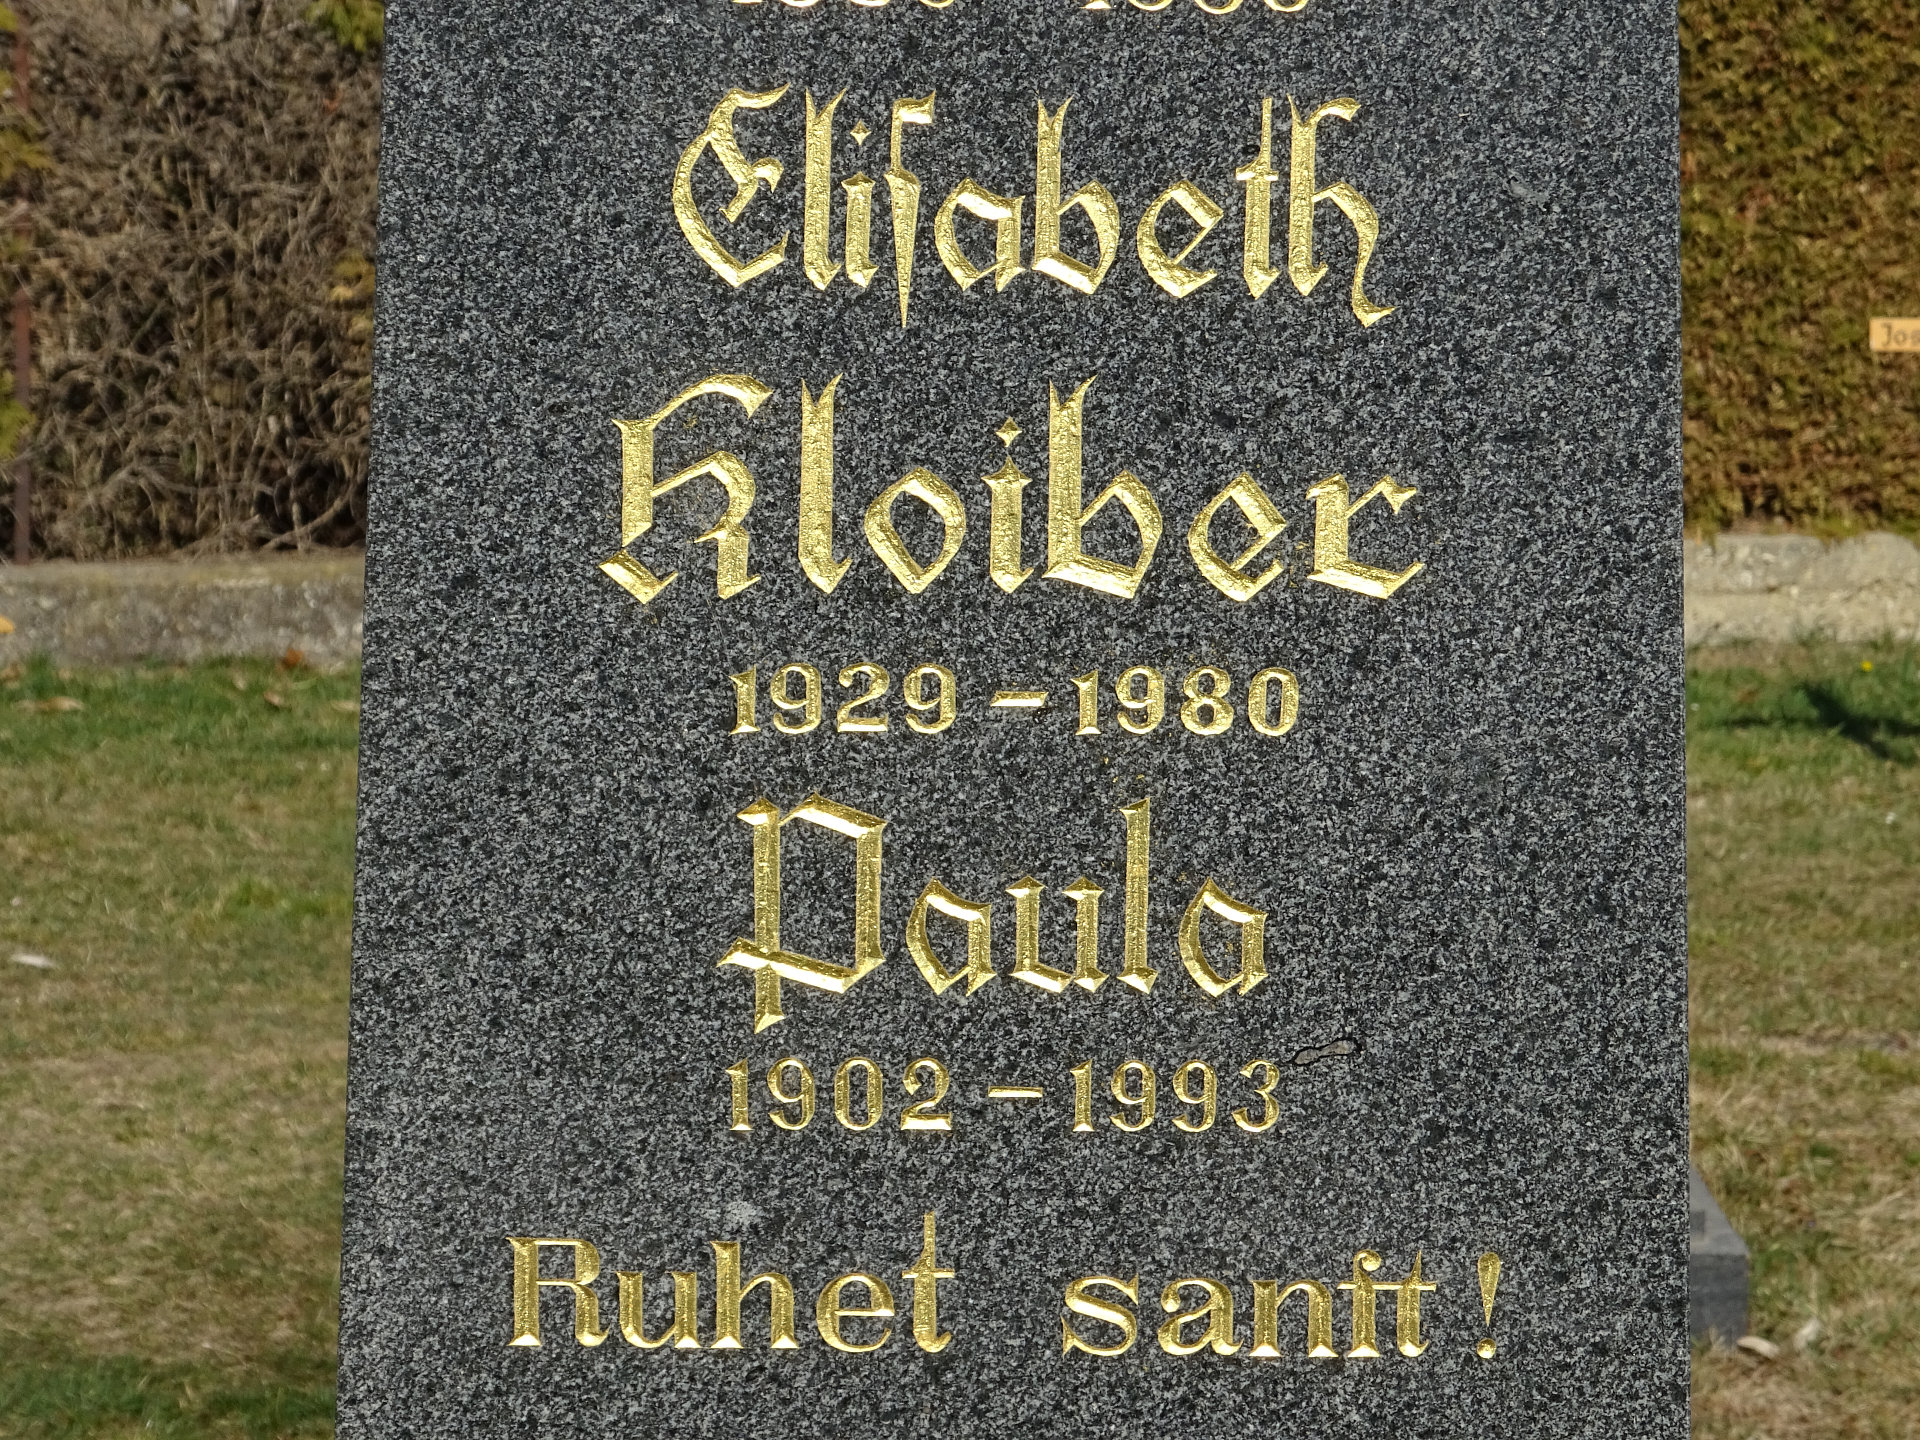 Eliſabeth
Kloiber
1929 – 1980
Paula
1902 – 1993
Ruhet sanft!